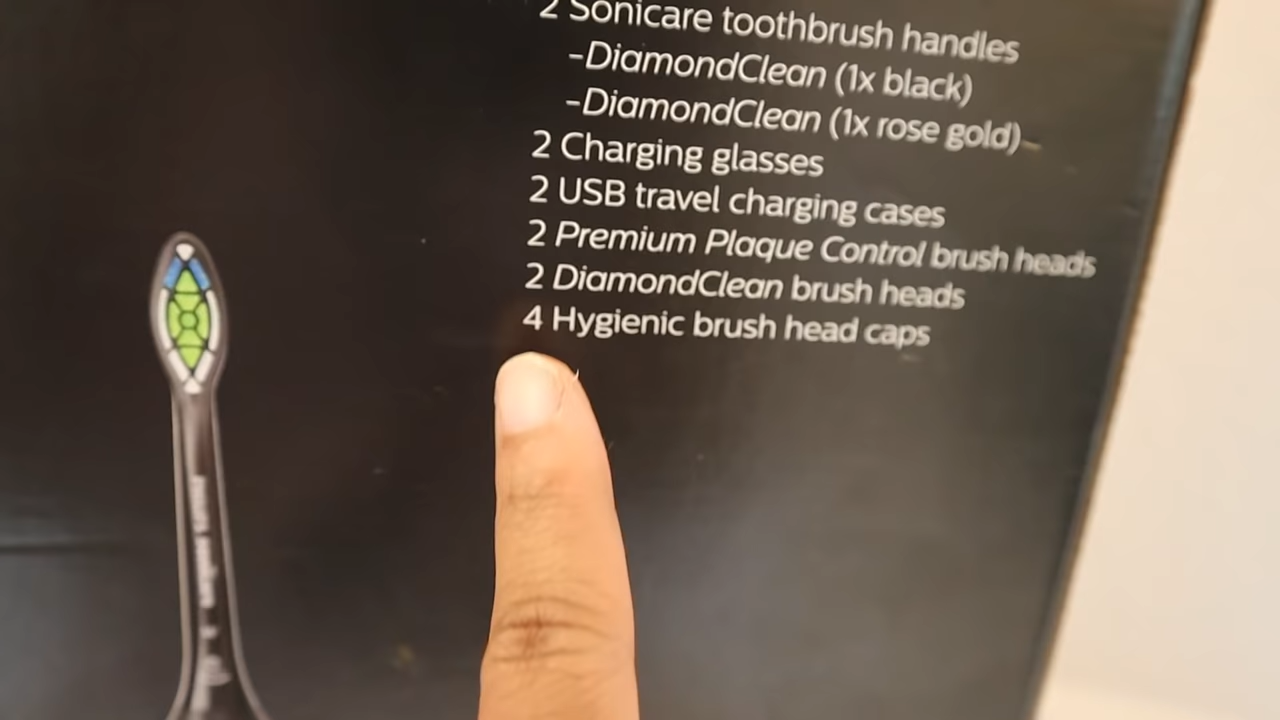 2 Sonicare toothbrush handles
-DiamondClean (1x black)
-DiamondClean (1x rose gold)
2 Charging glasses
2 USB travel charging cases
2 Premium Plaque Control brush heads
2 DiamondClean brush heads
4 Hygienic brush head caps